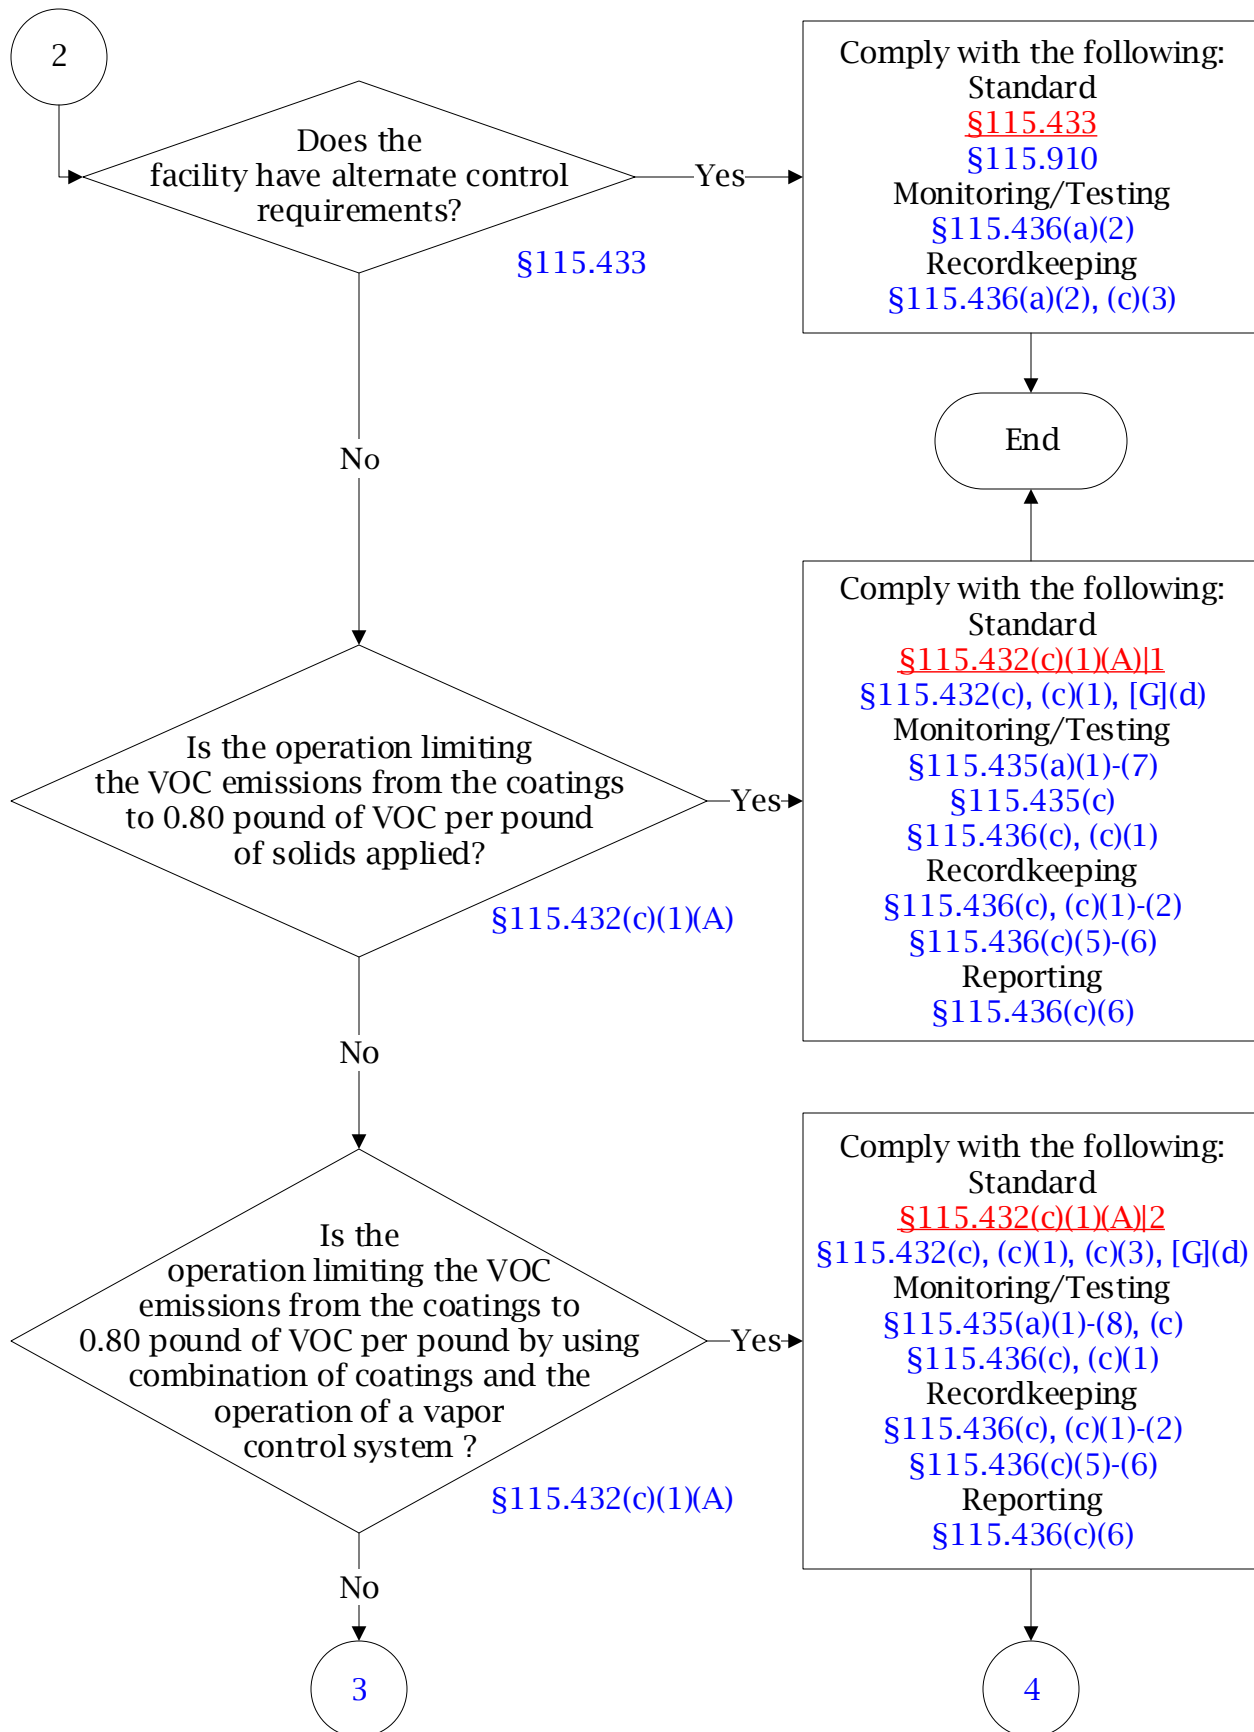 2
Does the
facility have alternate control
requirements?
§115.433
Yes
Comply with the following:
Standard
§115.433
§115.910
Monitoring/Testing
§115.436(a)(2)
Recordkeeping
§115.436(a)(2), (c)(3)
End
No
Is the operation limiting
the VOC emissions from the coatings
to 0.80 pound of VOC per pound
of solids applied?
§115.432(c)(1)(A)
Yes
Comply with the following:
Standard
§115.432(c)(1)(A)|1
§115.432(c), (c)(1), [G](d)
Monitoring/Testing
§115.435(a)(1)-(7)
§115.435(c)
§115.436(c), (c)(1)
Recordkeeping
§115.436(c), (c)(1)-(2)
§115.436(c)(5)-(6)
Reporting
§115.436(c)(6)
No
Is the
operation limiting the VOC
emissions from the coatings to
0.80 pound of VOC per pound by using
combination of coatings and the
operation of a vapor
control system ?
§115.432(c)(1)(A)
Yes
Comply with the following:
Standard
§115.432(c)(1)(A)|2
§115.432(c), (c)(1), (c)(3), [G](d)
Monitoring/Testing
§115.435(a)(1)-(8), (c)
§115.436(c), (c)(1)
Recordkeeping
§115.436(c), (c)(1)-(2)
§115.436(c)(5)-(6)
Reporting
§115.436(c)(6)
No
3
4